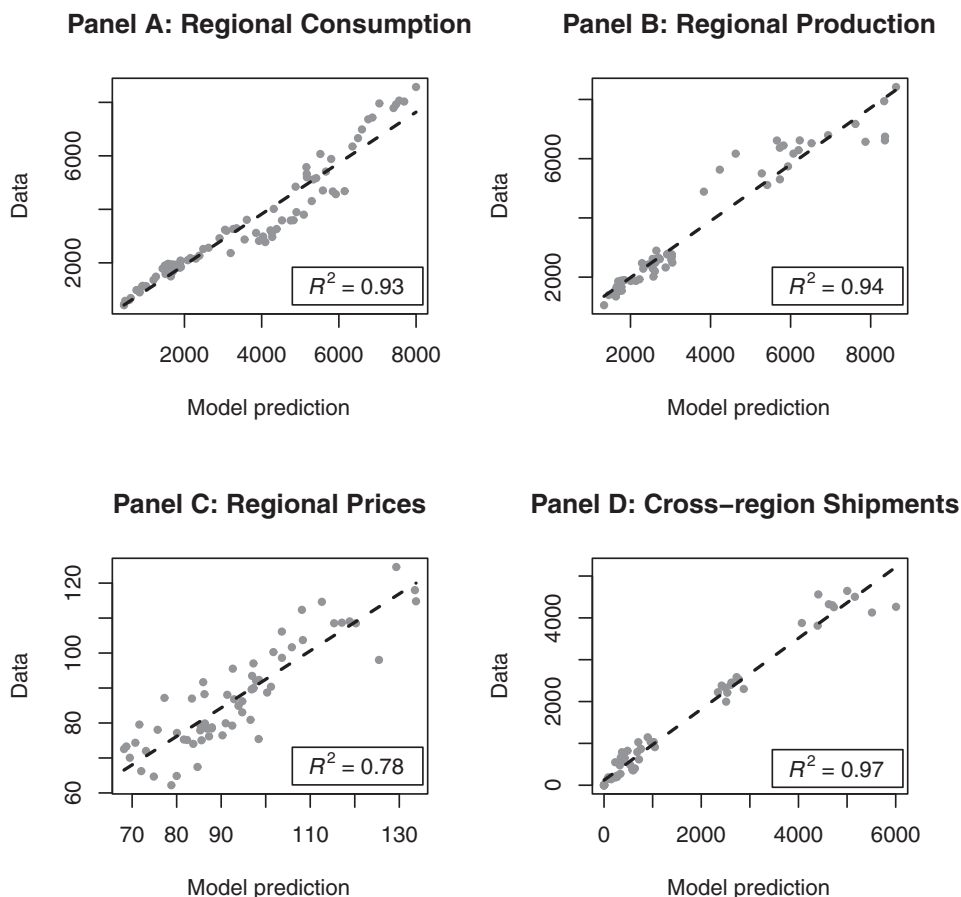 Panel A: Regional Consumption
Data
2000
6000
R² = 0.93
2000 4000 6000 8000
Model prediction
Panel B: Regional Production
Data
2000
6000
R² = 0.94
2000 4000 6000 8000
Model prediction
Panel C: Regional Prices
Data
60 80 100 120
R² = 0.78
70 80 90 110 130
Model prediction
Panel D: Cross−region Shipments
Data
0 2000 4000
R² = 0.97
0 2000 4000 6000
Model prediction